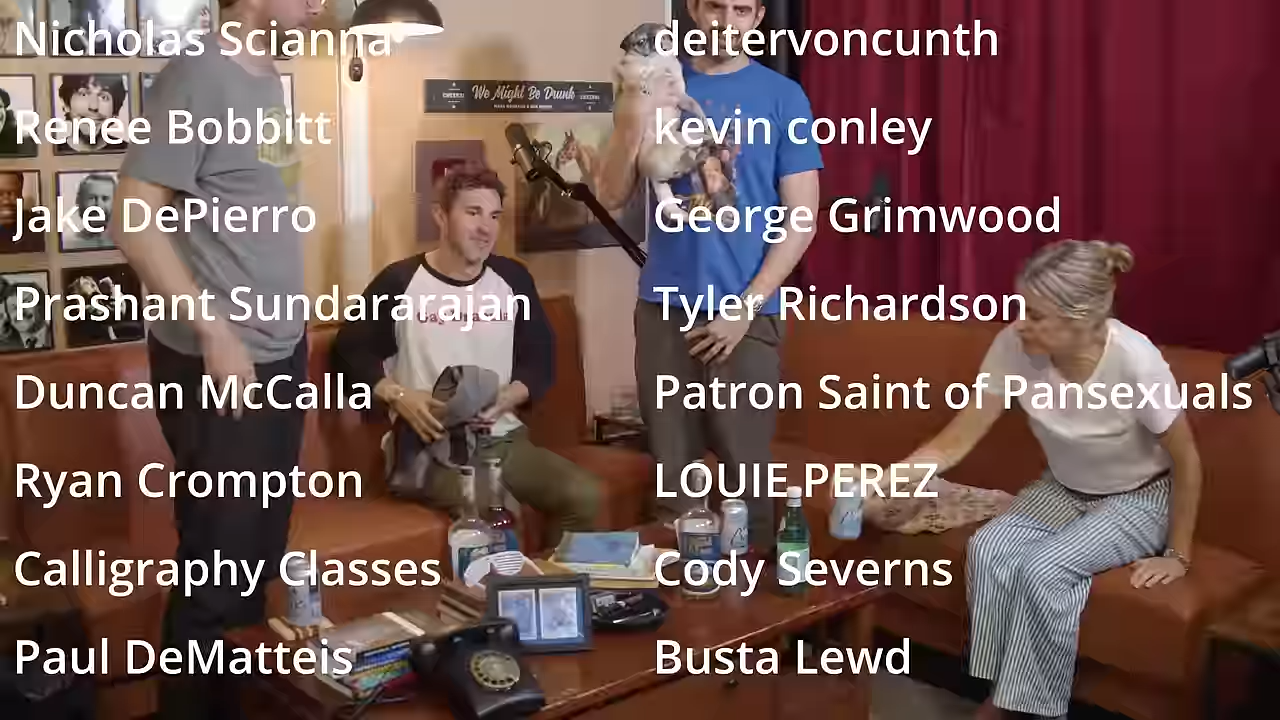 Nicholas Scianna
Renee Bobbitt
Jake DePierro
Prashant Sundararajan
Duncan McCalla
Ryan Crompton
Calligraphy Classes
Paul DeMatteis
deitervoncunth
kevin conley
George Grimwood
Tyler Richardson
Patron Saint of Pansexuals
LOUIE PEREZ
Cody Severns
Busta Lewd
We Might Be Drunk